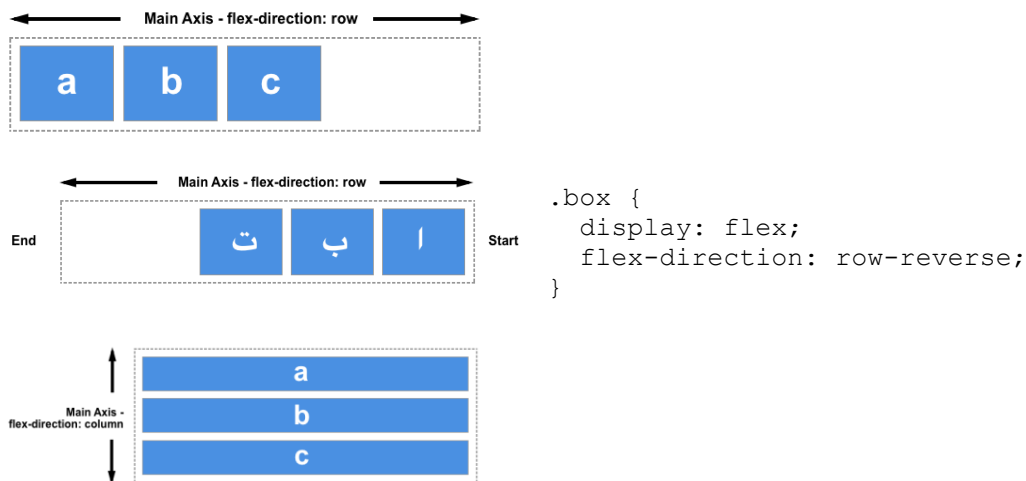 Main Axis - flex-direction: row
a b c
Main Axis - flex-direction: row
End
ا ب ت
Start
.box {
  display: flex;
  flex-direction: row-reverse;
}
Main Axis -
flex-direction: column
a
b
c